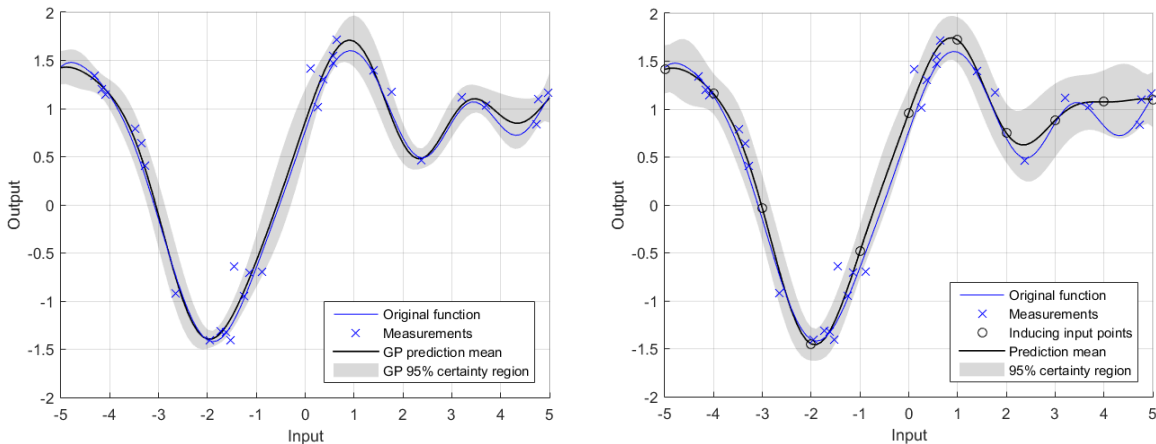 2
1.5
1
0.5
0
-0.5
-1
-1.5
-2
Output
-5 -4 -3 -2 -1 0 1 2 3 4 5
Input
Original function
Measurements
GP prediction mean
GP 95% certainty region
2
1.5
1
0.5
0
-0.5
-1
-1.5
-2
Output
-5 -4 -3 -2 -1 0 1 2 3 4 5
Input
Original function
Measurements
Inducing input points
Prediction mean
95% certainty region